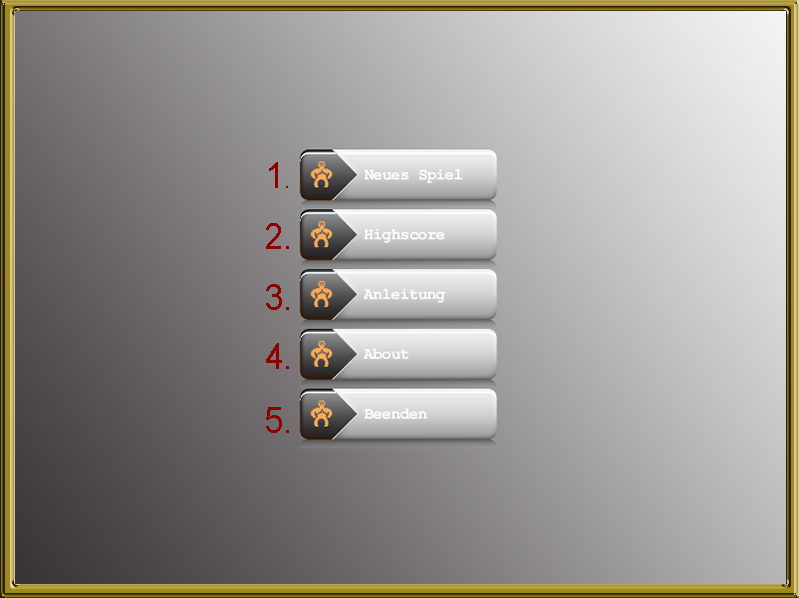 1. Neues Spiel
2. Highscore
3. Anleitung
4. About
5. Beenden